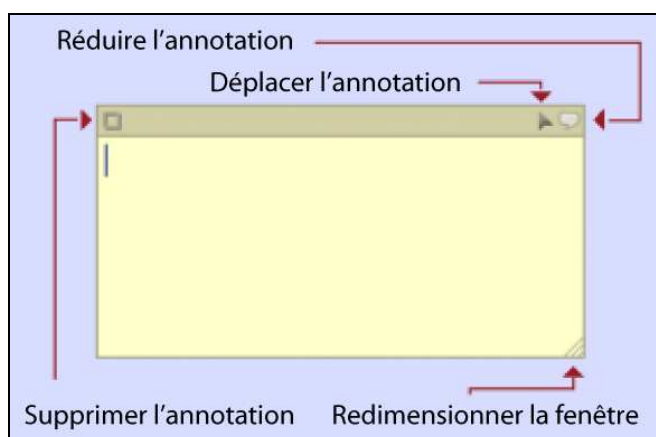 Réduire l’annotation
Déplacer l’annotation
Supprimer l’annotation
Redimensionner la fenêtre